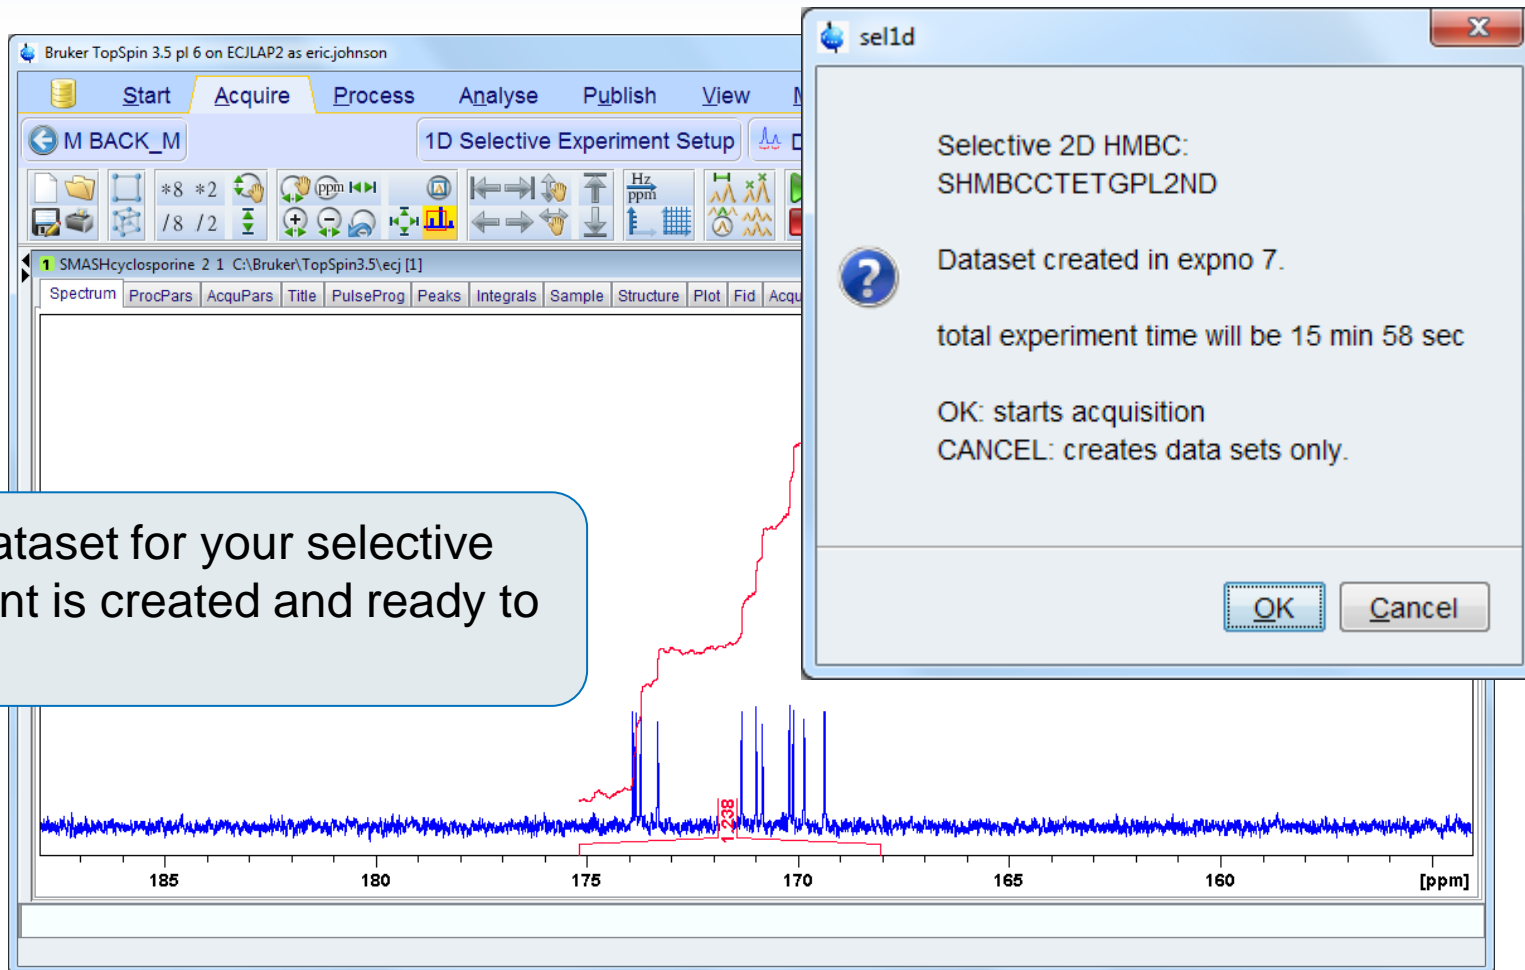 Bruker TopSpin 3.5 pl 6 on ECJLAP2 as eric.johnson
Start Acquire Process Analyse Publish View
M BACK_M 1D Selective Experiment Setup
*8 *2 ppm Hz ppm
/8 /2
1 SMASHcyclosporine 2 1 C:\Bruker\TopSpin3.5\ecj [1]
Spectrum ProcPars AcquPars Title PulseProg Peaks Integrals Sample Structure Plot Fid Acqu
sel1d
Selective 2D HMBC:
SHMBCCTETGPL2ND
Dataset created in expno 7.
total experiment time will be 15 min 58 sec
OK: starts acquisition
CANCEL: creates data sets only.
OK Cancel
ataset for your selective
nt is created and ready to
1.238
185 180 175 170 165 160 [ppm]